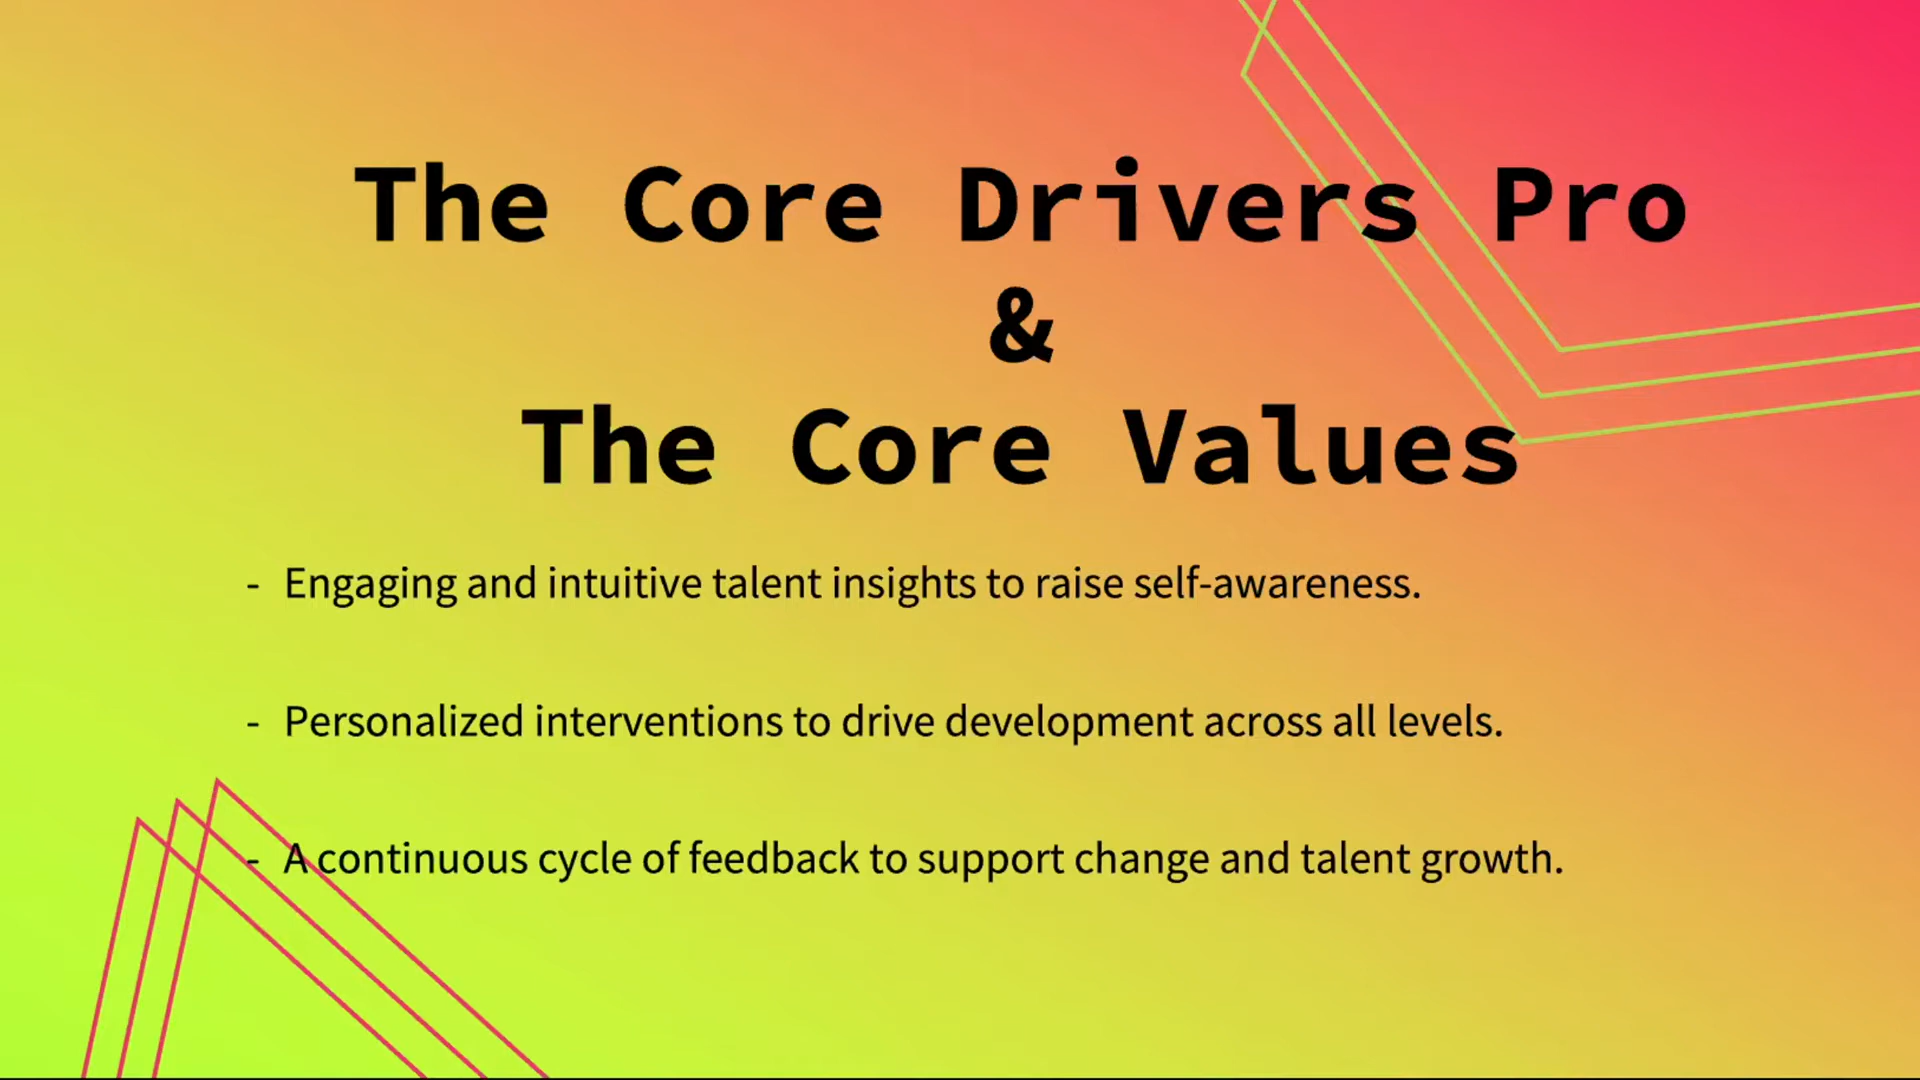 The Core Drivers Pro
&
The Core Values
- Engaging and intuitive talent insights to raise self-awareness.
- Personalized interventions to drive development across all levels.
- A continuous cycle of feedback to support change and talent growth.